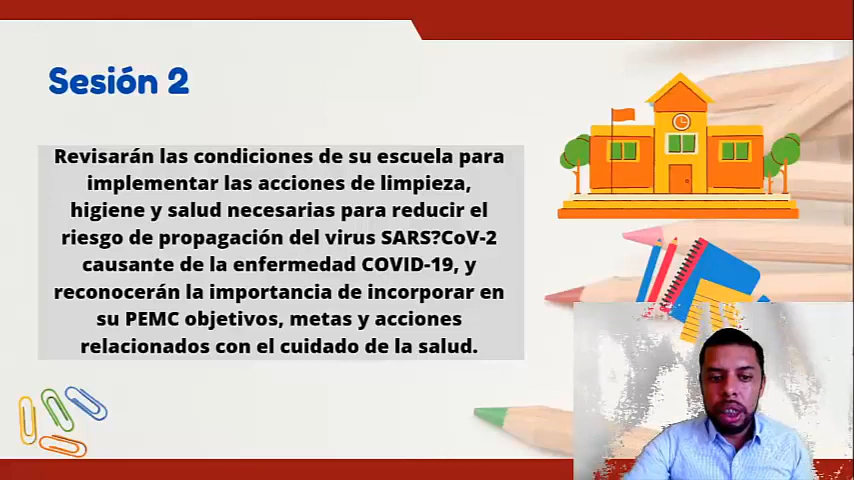 Sesión 2
Revisarán las condiciones de su escuela para
implementar las acciones de limpieza,
higiene y salud necesarias para reducir el
riesgo de propagación del virus SARS?CoV-2
causante de la enfermedad COVID-19, y
reconocerán la importancia de incorporar en
su PEMC objetivos, metas y acciones
relacionados con el cuidado de la salud.